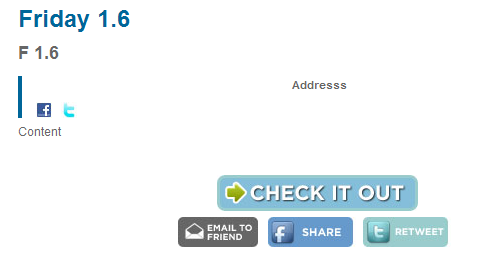 Friday 1.6
F 1.6
Addresss
Content
CHECK IT OUT
EMAIL TO
FRIEND
SHARE
RETWEET